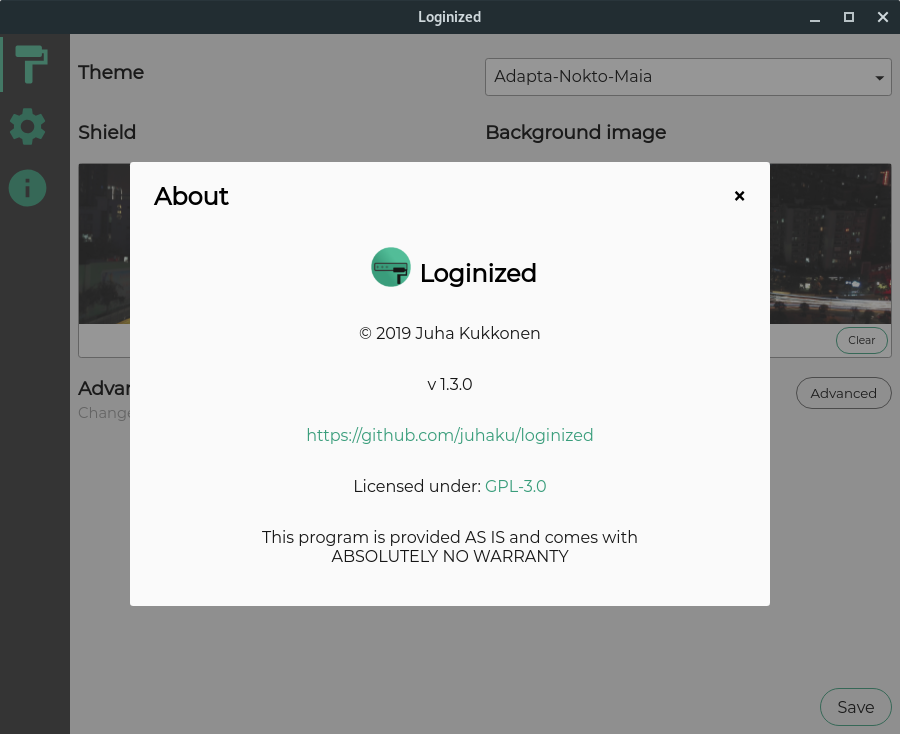 Loginized
Theme
Adapta-Nokto-Maia
Shield
Background image
About
×
Loginized
© 2019 Juha Kukkonen
v 1.3.0
https://github.com/juhaku/loginized
Licensed under: GPL-3.0
This program is provided AS IS and comes with
ABSOLUTELY NO WARRANTY
Clear
Advan
Change
Advanced
Save